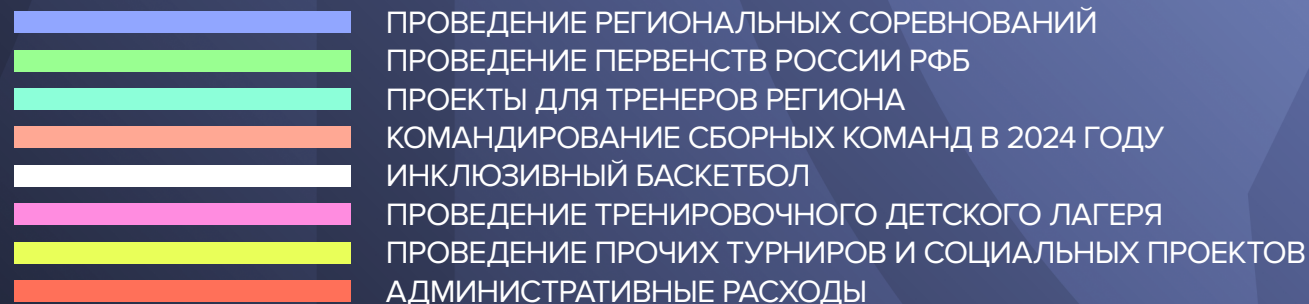 ПРОВЕДЕНИЕ РЕГИОНАЛЬНЫХ СОРЕВНОВАНИЙ
ПРОВЕДЕНИЕ ПЕРВЕНСТВ РОССИИ РФБ
ПРОЕКТЫ ДЛЯ ТРЕНЕРОВ РЕГИОНА
КОМАНДИРОВАНИЕ СБОРНЫХ КОМАНД В 2024 ГОДУ
ИНКЛЮЗИВНЫЙ БАСКЕТБОЛ
ПРОВЕДЕНИЕ ТРЕНИРОВОЧНОГО ДЕТСКОГО ЛАГЕРЯ
ПРОВЕДЕНИЕ ПРОЧИХ ТУРНИРОВ И СОЦИАЛЬНЫХ ПРОЕКТОВ
АДМИНИСТРАТИВНЫЕ РАСХОДЫ